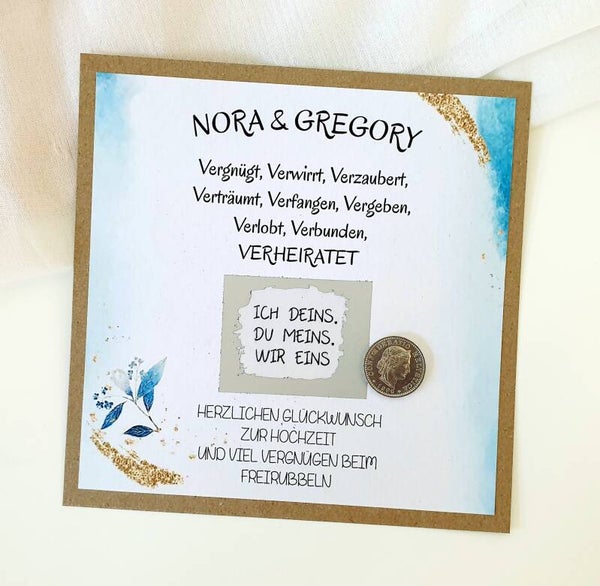 NORA & GREGORY
Vergnügt, Verwirrt, Verzaubert,
Verträumt, Verfangen, Vergeben,
Verlobt, Verbunden,
VERHEIRATET
ICH DEINS.
DU MEINS.
WIR EINS
HERZLICHEN GLÜCKWUNSCH
ZUR HOCHZEIT
UND VIEL VERGNÜGEN BEIM
FREIRUBBELN